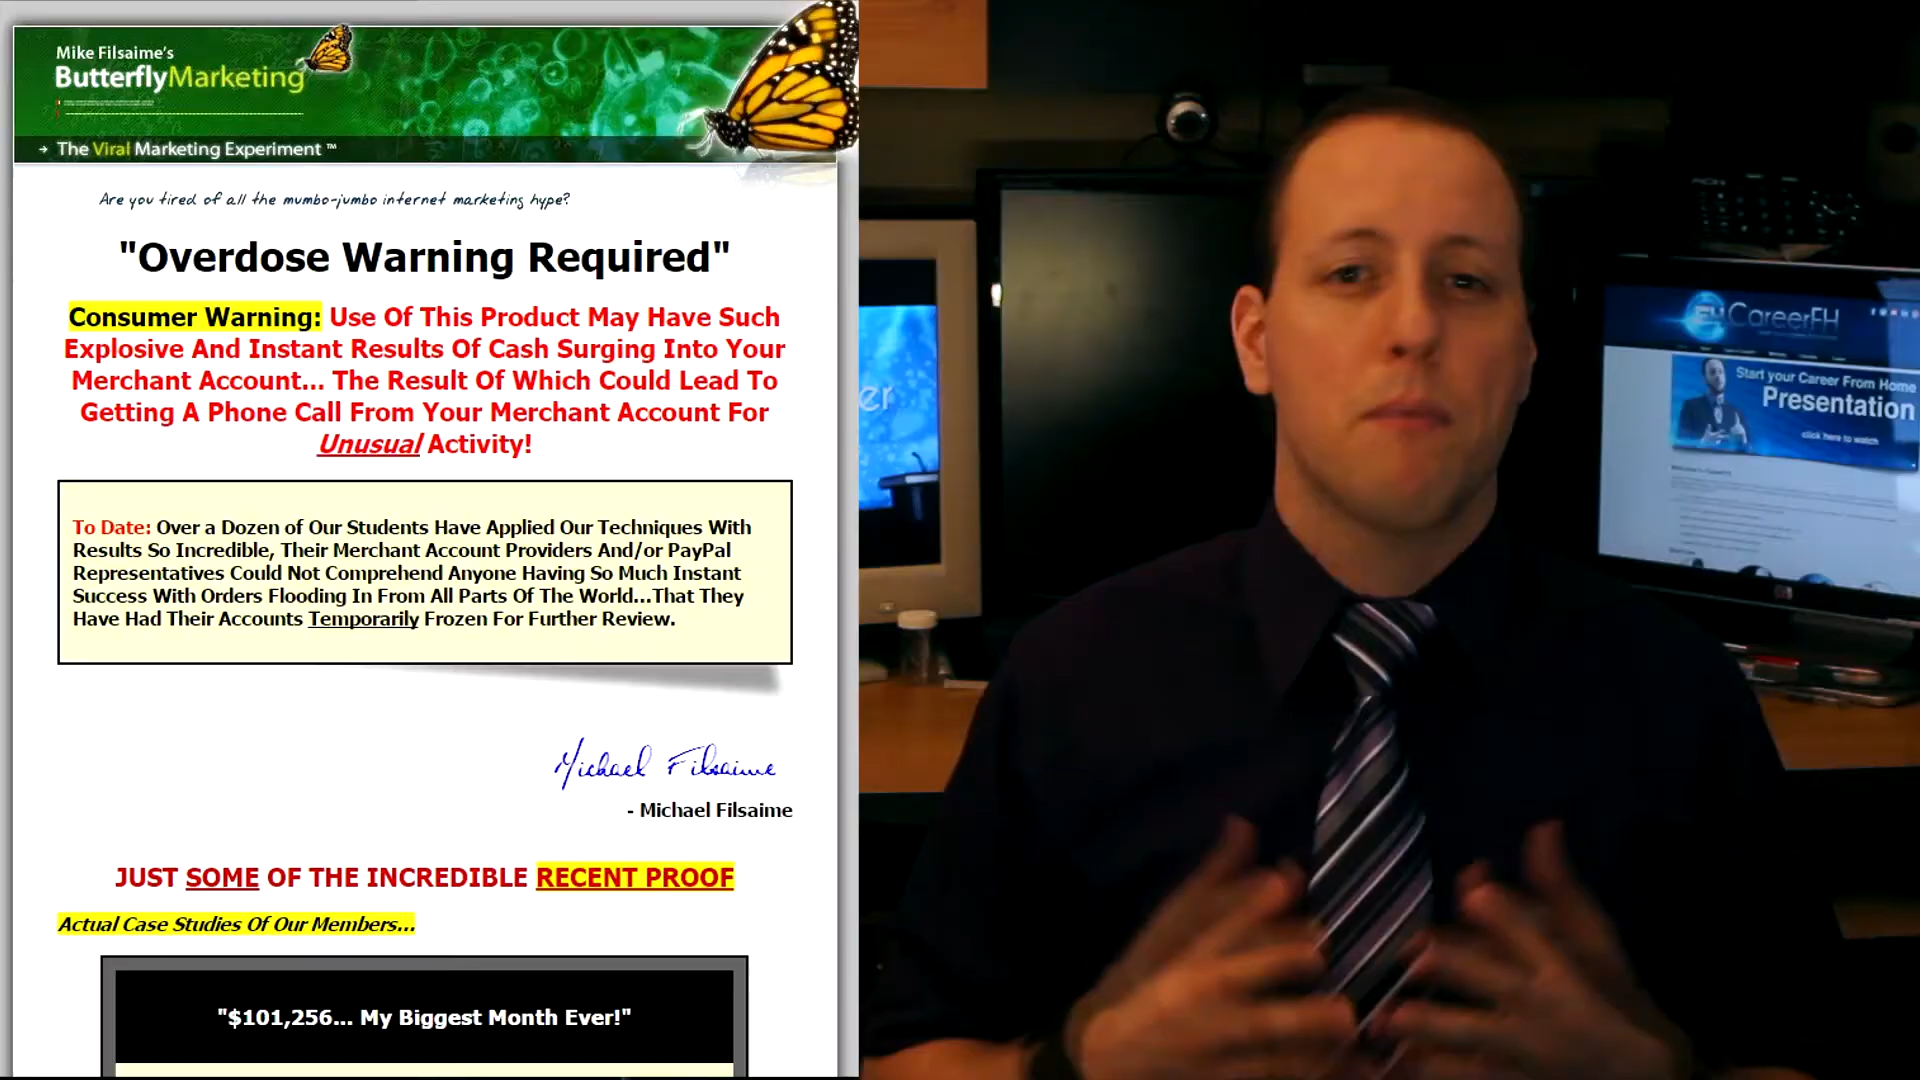 Mike Filsaime's
ButterflyMarketing
The Viral Marketing Experiment ™
Are you tired of all the mumbo-jumbo internet marketing hype?
"Overdose Warning Required"
Consumer Warning: Use Of This Product May Have Such
Explosive And Instant Results Of Cash Surging Into Your
Merchant Account... The Result Of Which Could Lead To
Getting A Phone Call From Your Merchant Account For
Unusual Activity!
To Date: Over a Dozen of Our Students Have Applied Our Techniques With
Results So Incredible, Their Merchant Account Providers And/or PayPal
Representatives Could Not Comprehend Anyone Having So Much Instant
Success With Orders Flooding In From All Parts Of The World...That They
Have Had Their Accounts Temporarily Frozen For Further Review.
Michael Filsaime
- Michael Filsaime
JUST SOME OF THE INCREDIBLE RECENT PROOF
Actual Case Studies Of Our Members...
"$101,256... My Biggest Month Ever!"
er
CareerFH
Start your Career From Home
Presentation
click here to watch